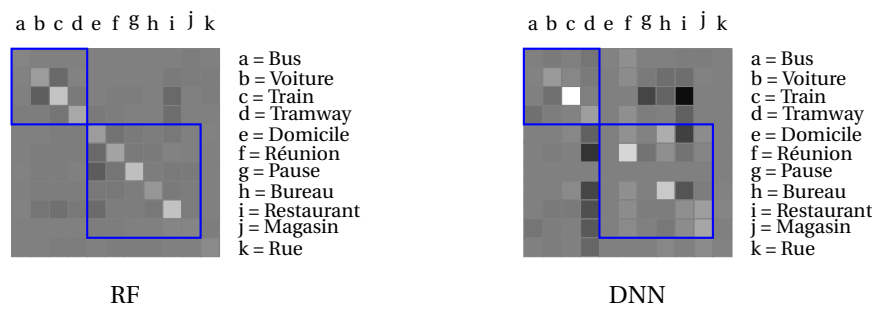 a b c d e f g h i j k
a = Bus
b = Voiture
c = Train
d = Tramway
e = Domicile
f = Réunion
g = Pause
h = Bureau
i = Restaurant
j = Magasin
k = Rue
RF
a b c d e f g h i j k
a = Bus
b = Voiture
c = Train
d = Tramway
e = Domicile
f = Réunion
g = Pause
h = Bureau
i = Restaurant
j = Magasin
k = Rue
DNN